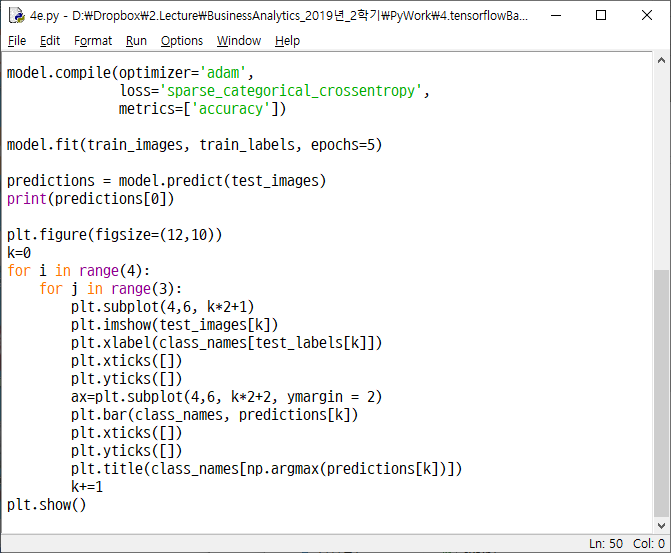 4e.py - D:₩Dropbox₩2.Lecture₩BusinessAnalytics_2019년_2학기₩PyWork₩4.tensorflowBa...
File Edit Format Run Options Window Help
model.compile(optimizer='adam',
              loss='sparse_categorical_crossentropy',
              metrics=['accuracy'])

model.fit(train_images, train_labels, epochs=5)

predictions = model.predict(test_images)
print(predictions[0])

plt.figure(figsize=(12,10))
k=0
for i in range(4):
    for j in range(3):
        plt.subplot(4,6, k*2+1)
        plt.imshow(test_images[k])
        plt.xlabel(class_names[test_labels[k]])
        plt.xticks([])
        plt.yticks([])
        ax=plt.subplot(4,6, k*2+2, ymargin = 2)
        plt.bar(class_names, predictions[k])
        plt.xticks([])
        plt.yticks([])
        plt.title(class_names[np.argmax(predictions[k])])
        k+=1
plt.show()
Ln: 50 Col: 0